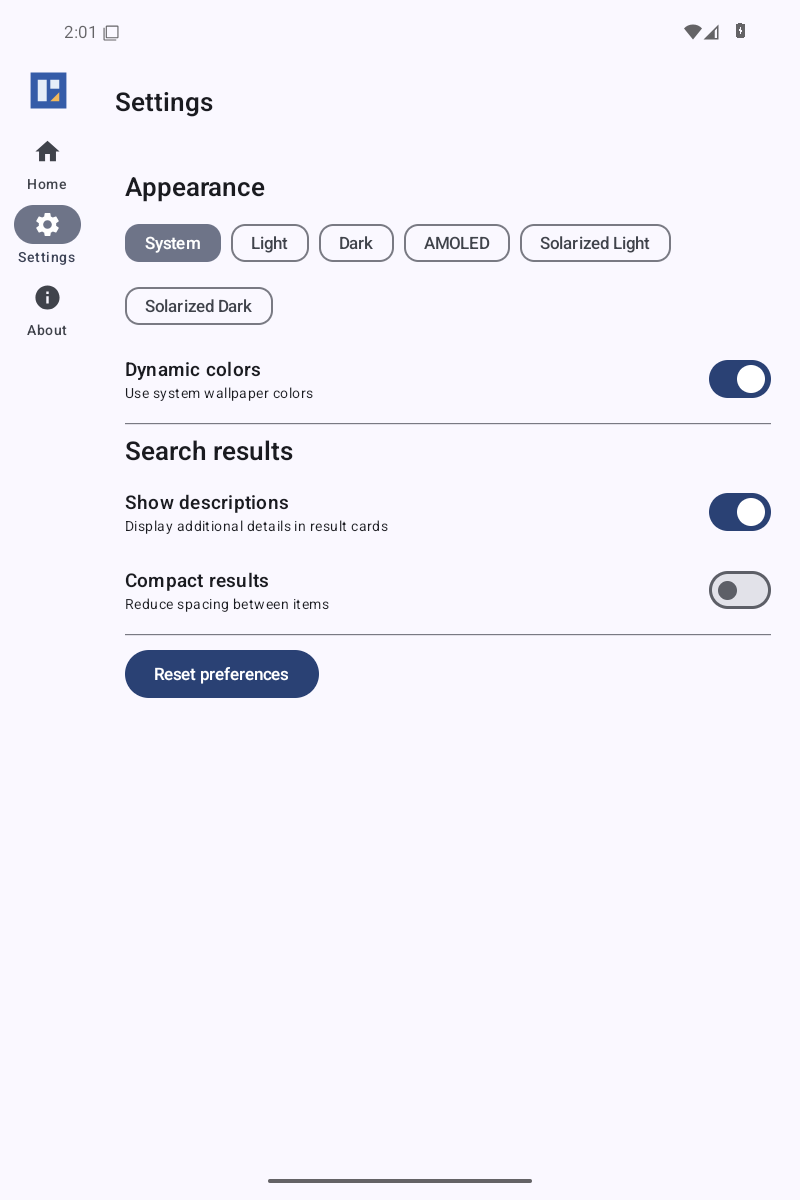 2:01
Settings
Home
Settings
About
Appearance
System Light Dark AMOLED Solarized Light
Solarized Dark
Dynamic colors
Use system wallpaper colors
Search results
Show descriptions
Display additional details in result cards
Compact results
Reduce spacing between items
Reset preferences